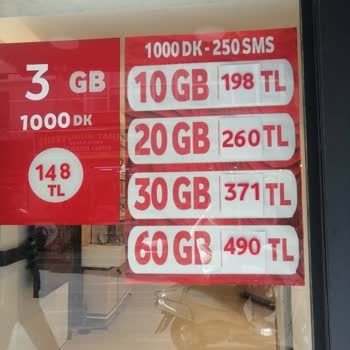 3 GB
1000 DK
148
TL
1000 DK - 250 SMS
10 GB 198 TL
20 GB 260 TL
30 GB 371 TL
60 GB 490 TL